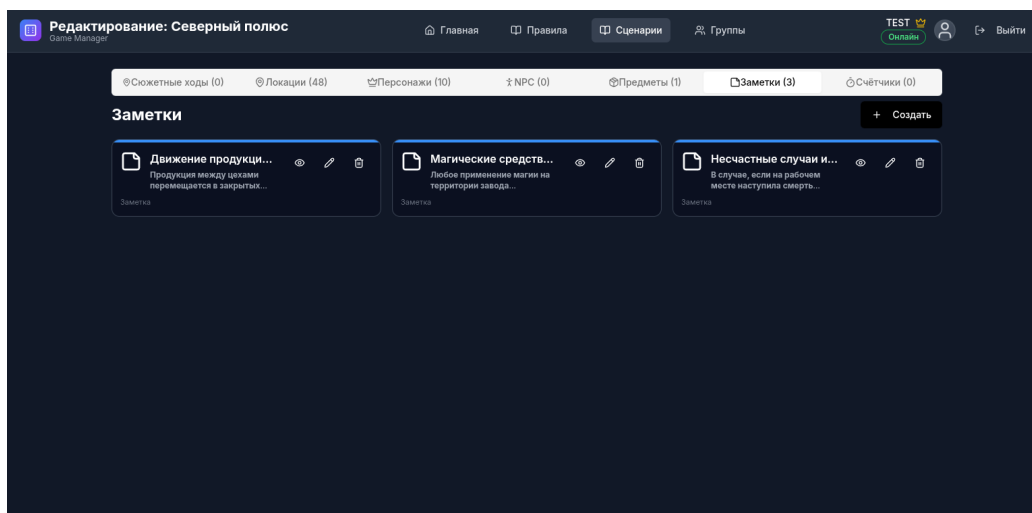 Редактирование: Северный полюс
Game Manager
Главная
Правила
Сценарии
Группы
TEST
Онлайн
Выйти
Сюжетные ходы (0)
Локации (48)
Персонажи (10)
NPC (0)
Предметы (1)
Заметки (3)
Счётчики (0)
Заметки
+ Создать
Движение продукци...
Продукция между цехами
перемещается в закрытых...
Заметка
Магические средств...
Любое применение магии на
территории завода...
Заметка
Несчастные случаи и...
В случае, если на рабочем
месте наступила смерть...
Заметка